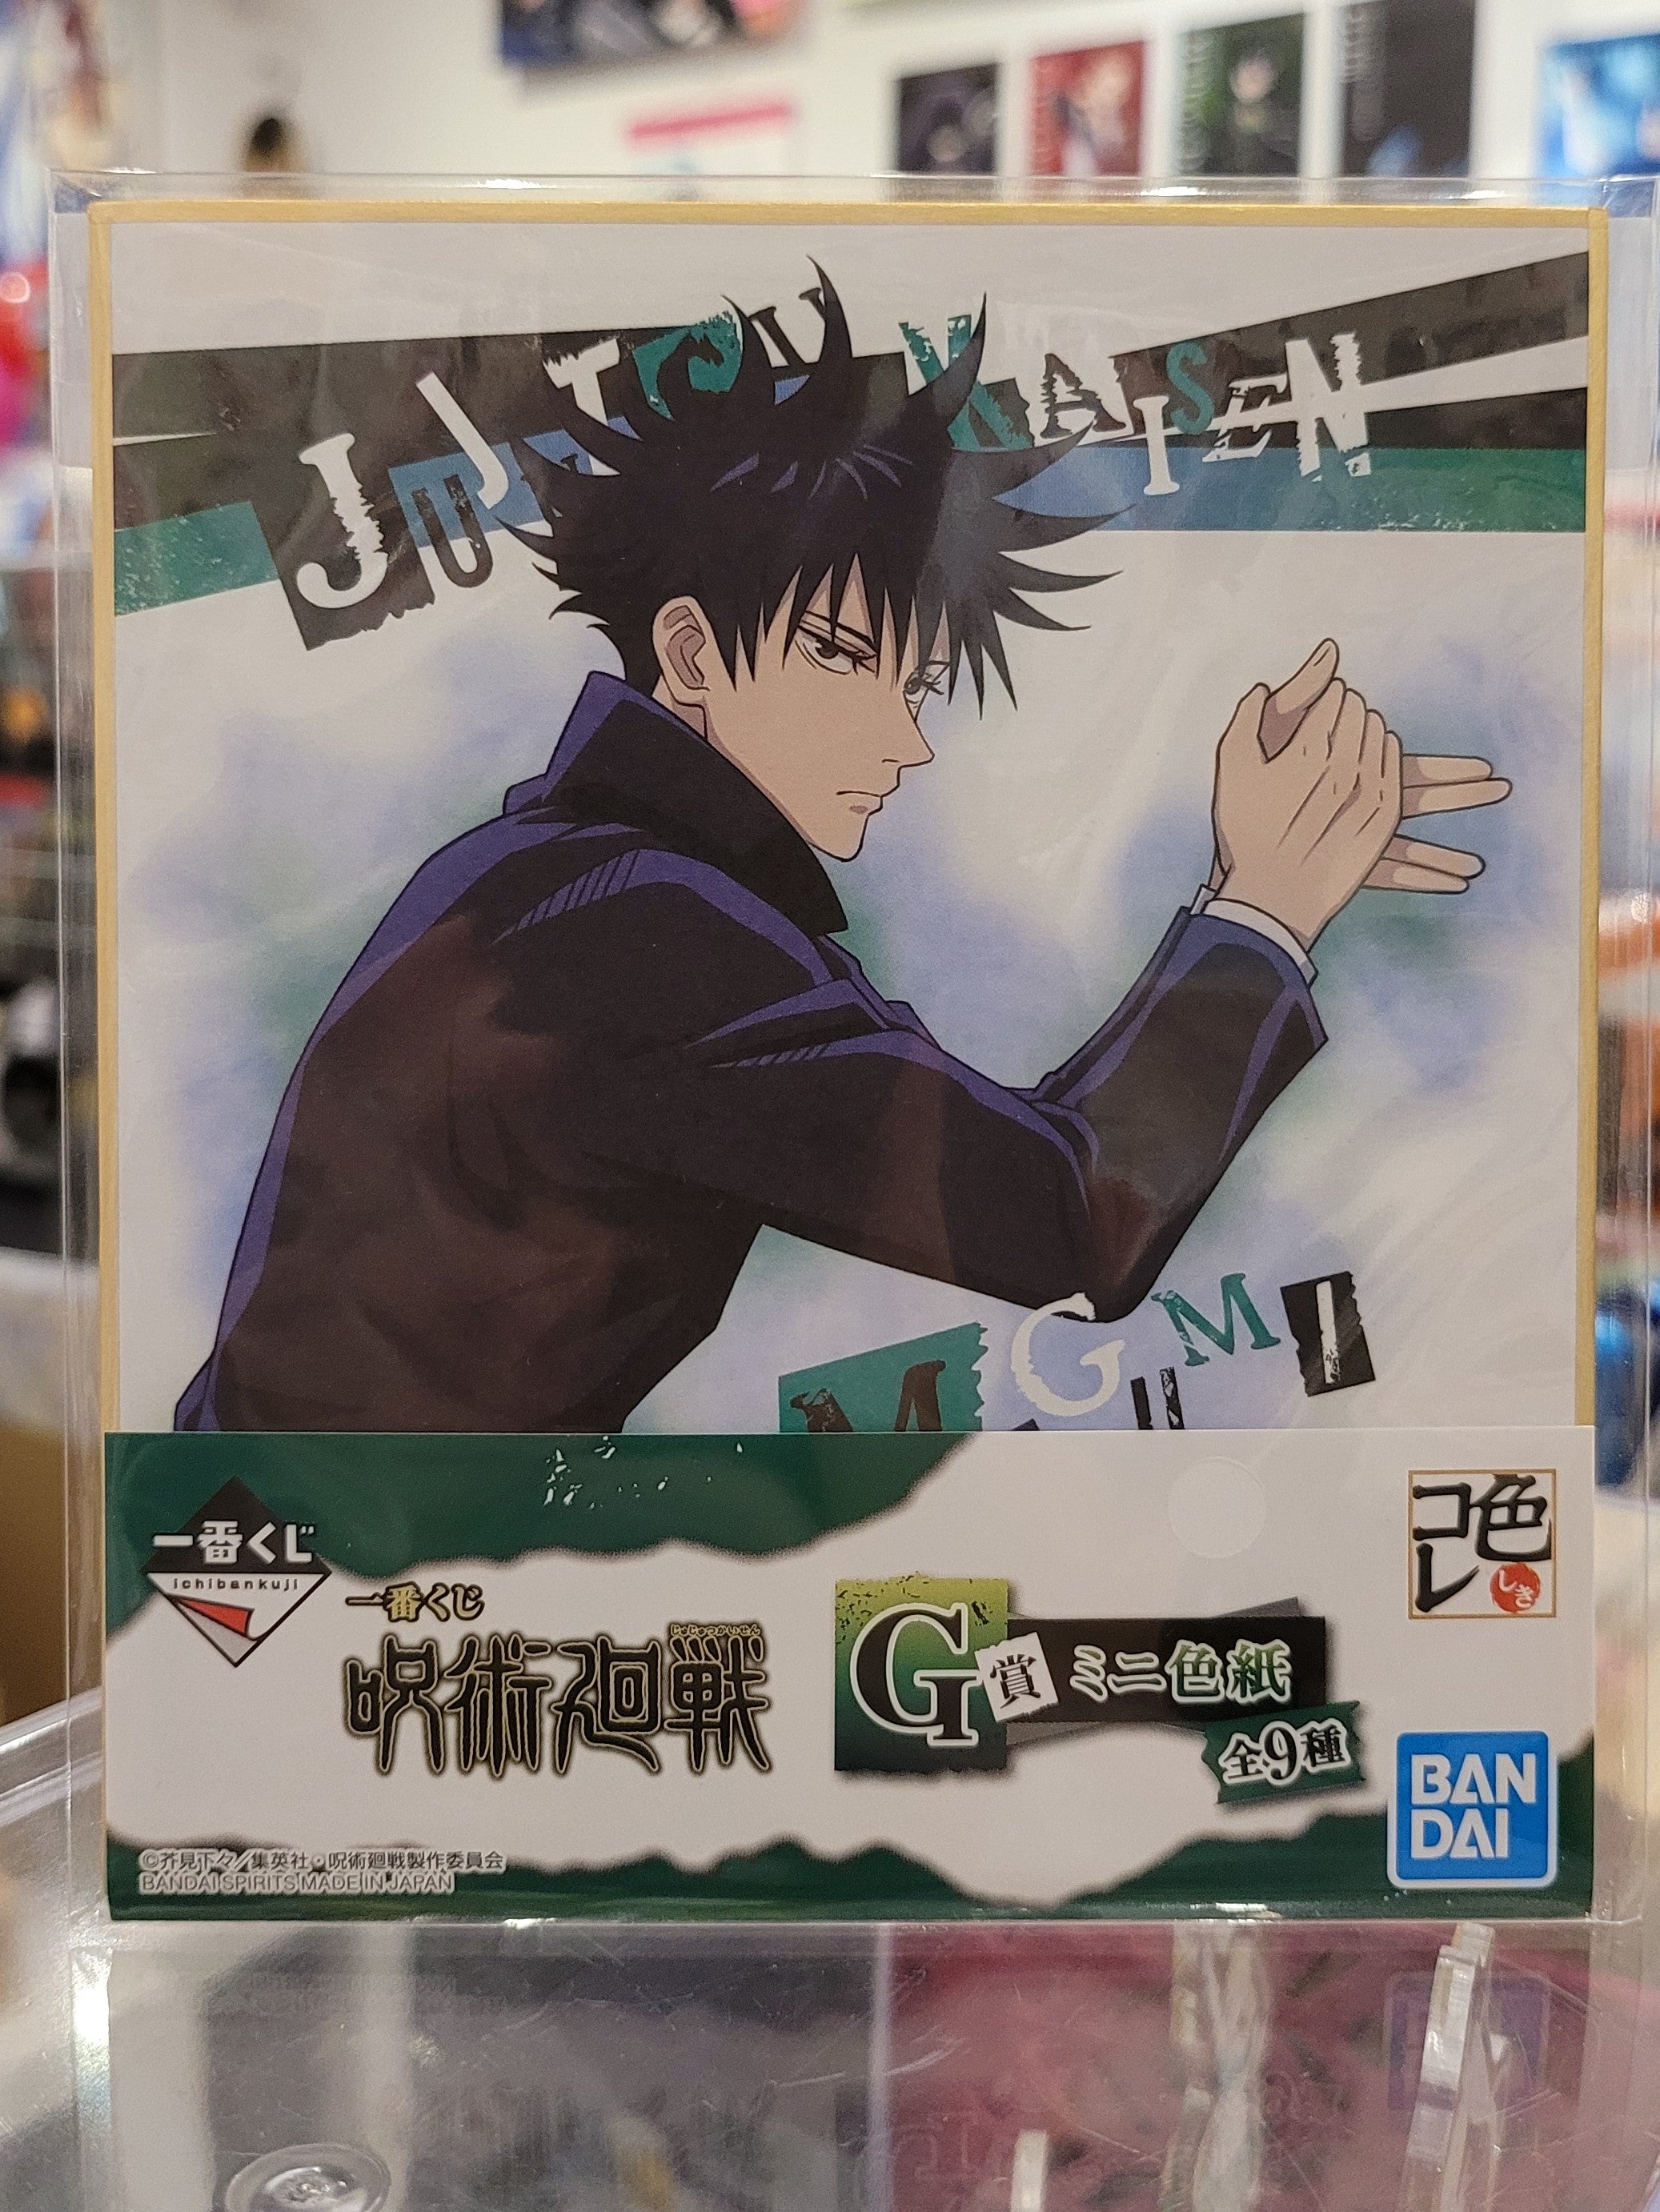 JUJUTSU KAISEN
MEGUMI
一番くじ
ichibankuji
一番くじ
じゅじゅつかいせん
呪術廻戦
G賞 ミニ色紙
全9種
色コレ
しき
BANDAI
©芥見下々／集英社・呪術廻戦製作委員会
BANDAI SPIRITS MADE IN JAPAN